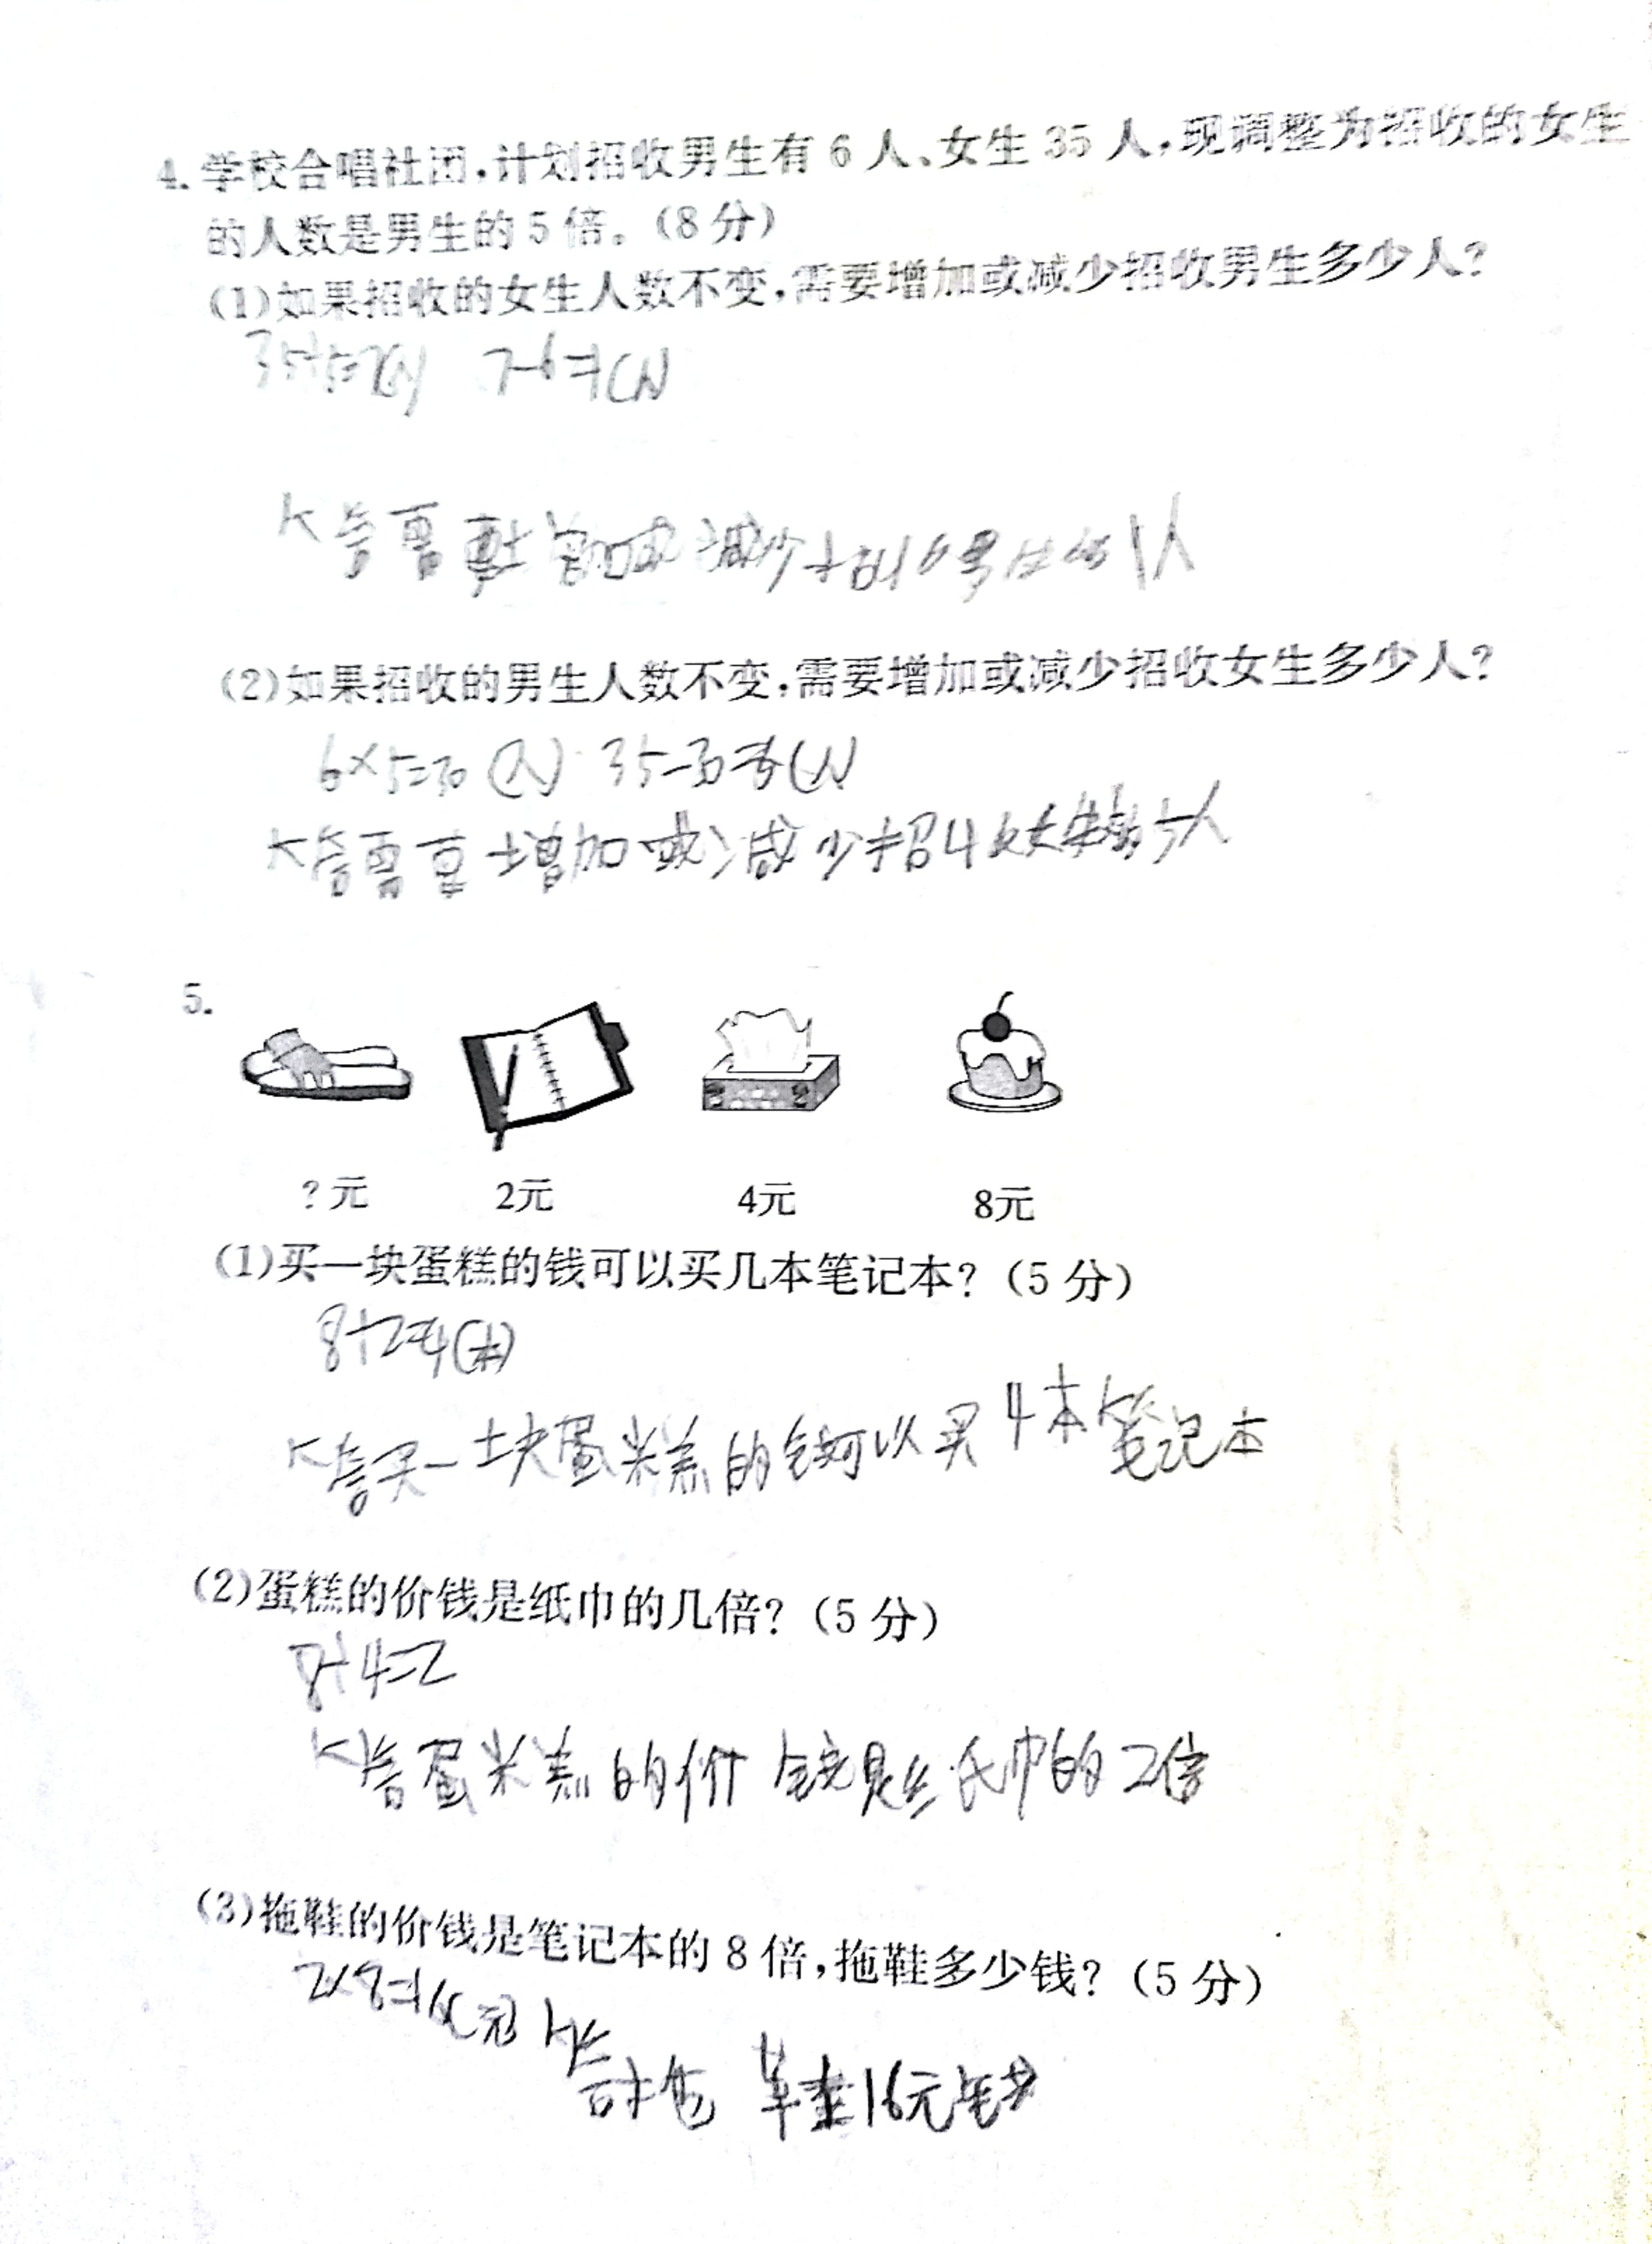 4.学校合唱社团,计划招收男生有6人、女生35人,现调整为招收的女生
的人数是男生的5倍。(8分)
(1)如果招收的女生人数不变,需要增加或减少招收男生多少人?
35÷5=7(人) 7-6=1(人)
答需要增加或减少招收男生多1人
(2)如果招收的男生人数不变,需要增加或减少招收女生多少人?
6×5=30(人) 35-30=5(人)
答需要增加或减少招收女生5人
5.
?元 2元 4元 8元
(1)买一块蛋糕的钱可以买几本笔记本?(5分)
8÷2=4(本)
答买一块蛋糕的钱可以买4本笔记本
(2)蛋糕的价钱是纸巾的几倍?(5分)
8÷4=2
答蛋糕的价钱是纸巾的2倍
(3)拖鞋的价钱是笔记本的8倍,拖鞋多少钱?(5分)
2×8=16(元)
答拖鞋16元钱